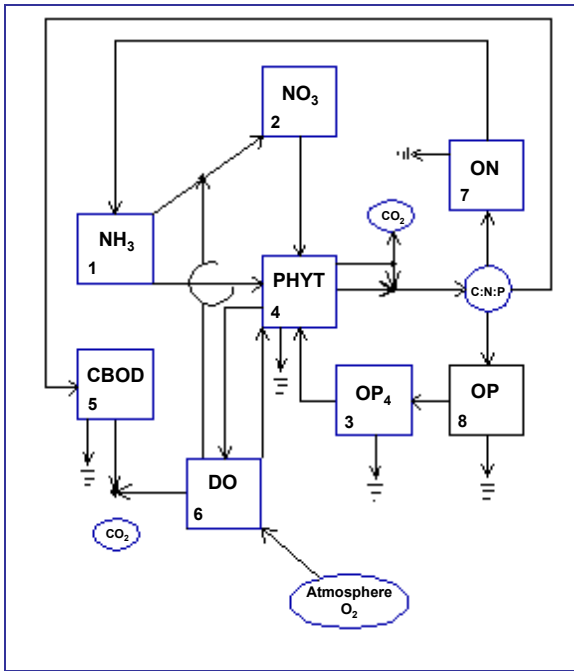 NO₃
2
ON
7
CO₂
NH₃
1
PHYT
4
C:N:P
CBOD
5
OP₄
3
OP
8
DO
6
CO₂
Atmosphere
O₂